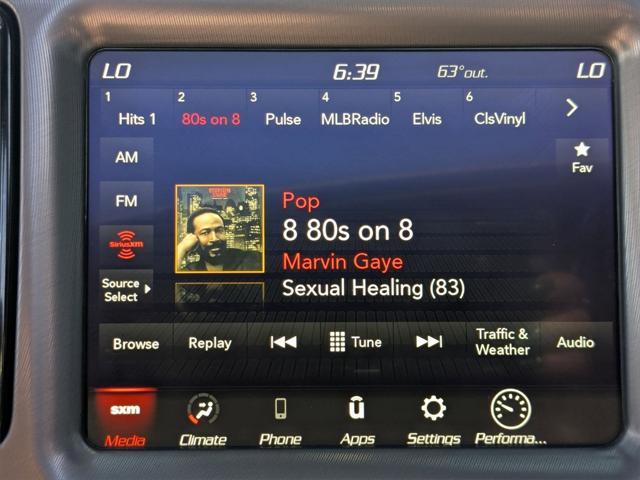 LO 6:39 63°out. LO
1 2 3 4 5 6
Hits 1 80s on 8 Pulse MLBRadio Elvis ClsVinyl
AM
Fav
FM
Pop
8 80s on 8
SiriusXM
Marvin Gaye
Source
Select
Sexual Healing (83)
Browse Replay Tune Traffic &
Weather Audio
sxm
Media Climate Phone Apps Settings Performa...